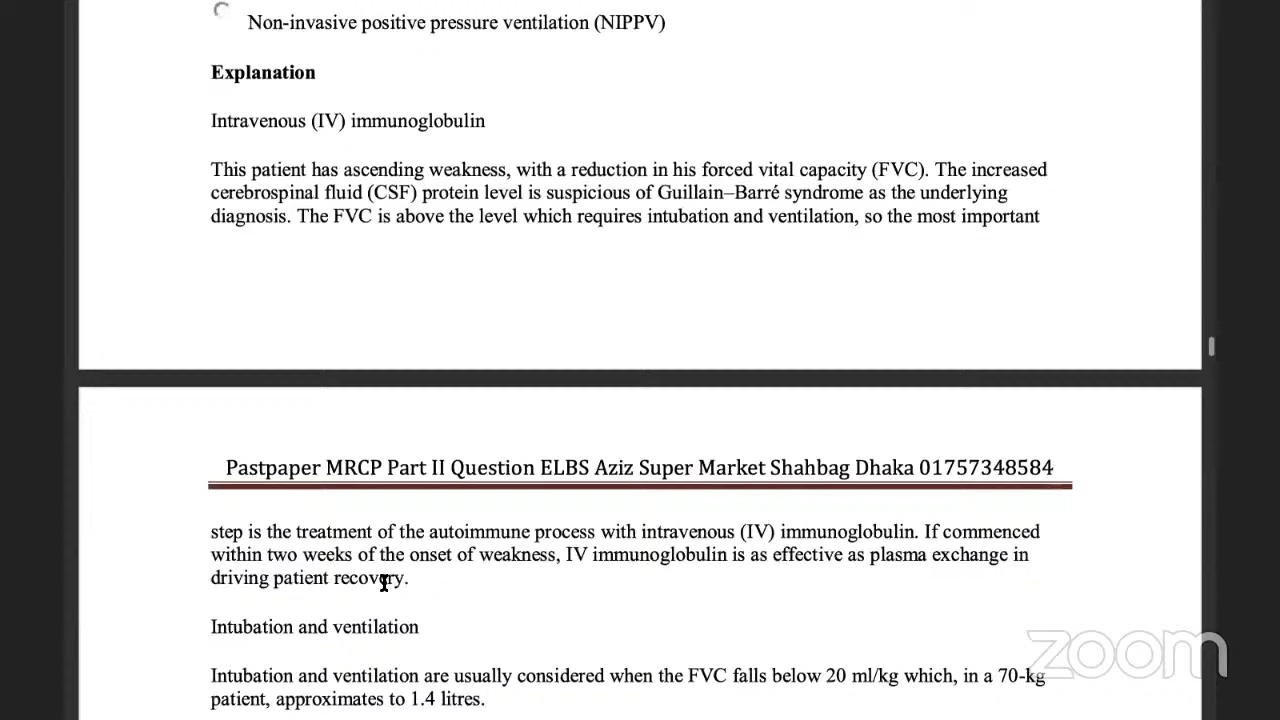 Non-invasive positive pressure ventilation (NIPPV)
Explanation
Intravenous (IV) immunoglobulin
This patient has ascending weakness, with a reduction in his forced vital capacity (FVC). The increased
cerebrospinal fluid (CSF) protein level is suspicious of Guillain–Barré syndrome as the underlying
diagnosis. The FVC is above the level which requires intubation and ventilation, so the most important
Pastpaper MRCP Part II Question ELBS Aziz Super Market Shahbag Dhaka 01757348584
step is the treatment of the autoimmune process with intravenous (IV) immunoglobulin. If commenced
within two weeks of the onset of weakness, IV immunoglobulin is as effective as plasma exchange in
driving patient recovery.
Intubation and ventilation
Intubation and ventilation are usually considered when the FVC falls below 20 ml/kg which, in a 70-kg
patient, approximates to 1.4 litres.
zoom